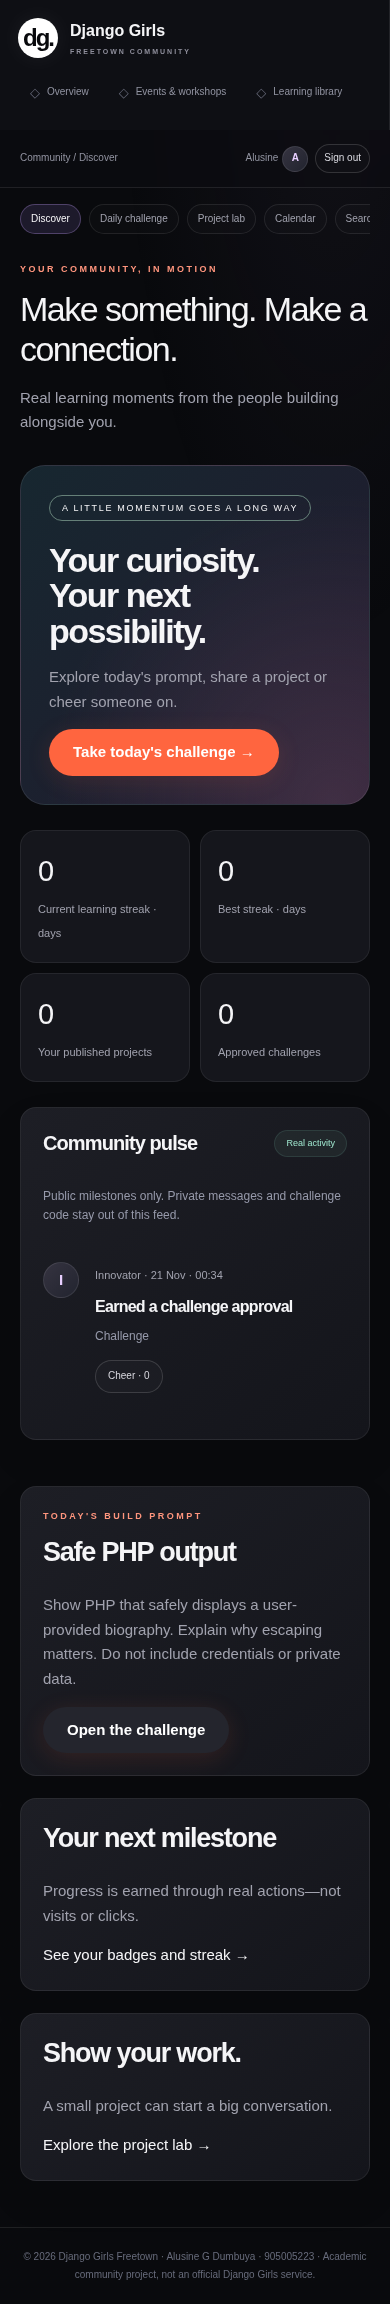 dg.
Django Girls
FREETOWN COMMUNITY
Overview
Events & workshops
Learning library
Community / Discover
Alusine
A
Sign out
Discover
Daily challenge
Project lab
Calendar
YOUR COMMUNITY, IN MOTION
Make something. Make a
connection.
Real learning moments from the people building
alongside you.
A LITTLE MOMENTUM GOES A LONG WAY
Your curiosity.
Your next
possibility.
Explore today's prompt, share a project or
cheer someone on.
Take today's challenge →
0
Current learning streak ·
days
0
Best streak · days
0
Your published projects
0
Approved challenges
Community pulse
Real activity
Public milestones only. Private messages and challenge
code stay out of this feed.
I
Innovator · 21 Nov · 00:34
Earned a challenge approval
Challenge
Cheer · 0
TODAY'S BUILD PROMPT
Safe PHP output
Show PHP that safely displays a user-
provided biography. Explain why escaping
matters. Do not include credentials or private
data.
Open the challenge
Your next milestone
Progress is earned through real actions—not
visits or clicks.
See your badges and streak →
Show your work.
A small project can start a big conversation.
Explore the project lab →
© 2026 Django Girls Freetown · Alusine G Dumbuya · 905005223 · Academic
community project, not an official Django Girls service.